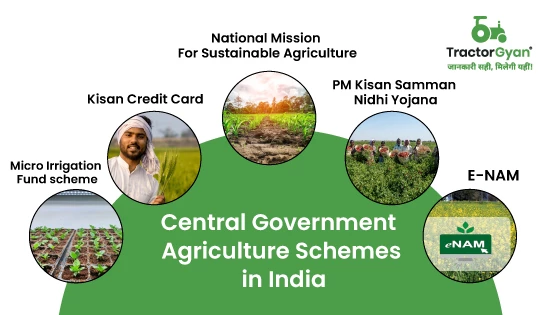 TractorGyan
जानकारी सही, मिलेगी यहीं!
National Mission
For Sustainable Agriculture
Kisan Credit Card
PM Kisan Samman
Nidhi Yojana
Micro Irrigation
Fund scheme
E-NAM
eNAM
Central Government
Agriculture Schemes
in India